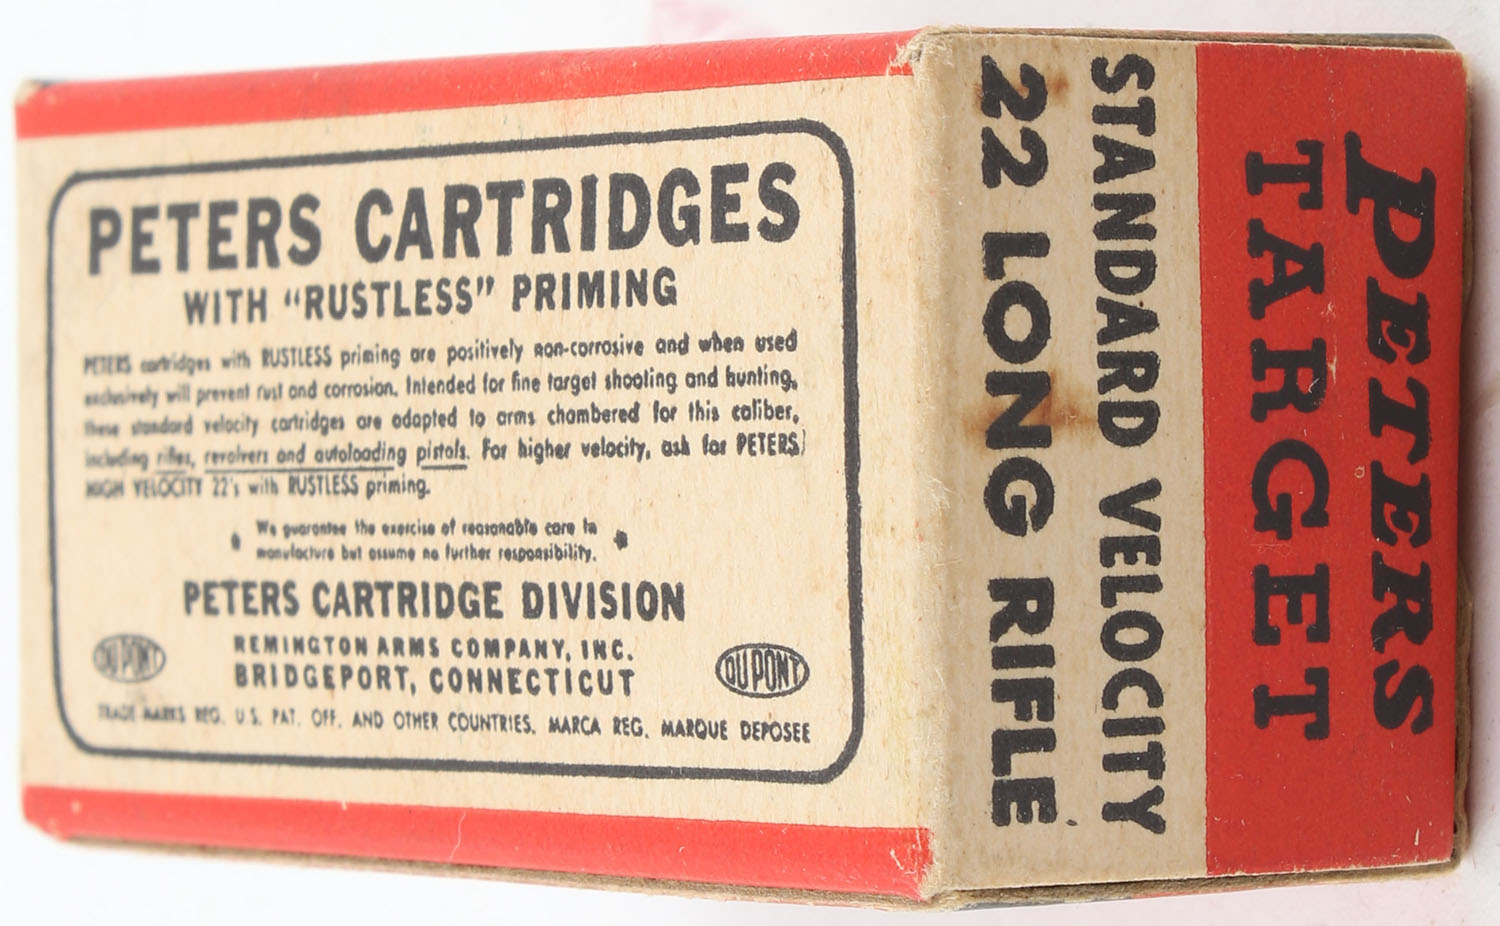 PETERS CARTRIDGES
WITH “RUSTLESS” PRIMING
PETERS cartridges with RUSTLESS priming are positively non-corrosive and when used
exclusively will prevent rust and corrosion. Intended for fine target shooting and hunting,
these standard velocity cartridges are adapted to arms chambered for this caliber,
including rifles, revolvers and autoloading pistols. For higher velocity, ask for PETERS
HIGH VELOCITY 22's with RUSTLESS priming.
We guarantee the exercise of reasonable care in
manufacture but assume no further responsibility.
PETERS CARTRIDGE DIVISION
REMINGTON ARMS COMPANY, INC.
BRIDGEPORT, CONNECTICUT
DU PONT
DU PONT
TRADE MARKS REG. U.S. PAT. OFF. AND OTHER COUNTRIES. MARCA REG. MARQUE DEPOSEE
PETERS
TARGET
STANDARD VELOCITY
22 LONG RIFLE